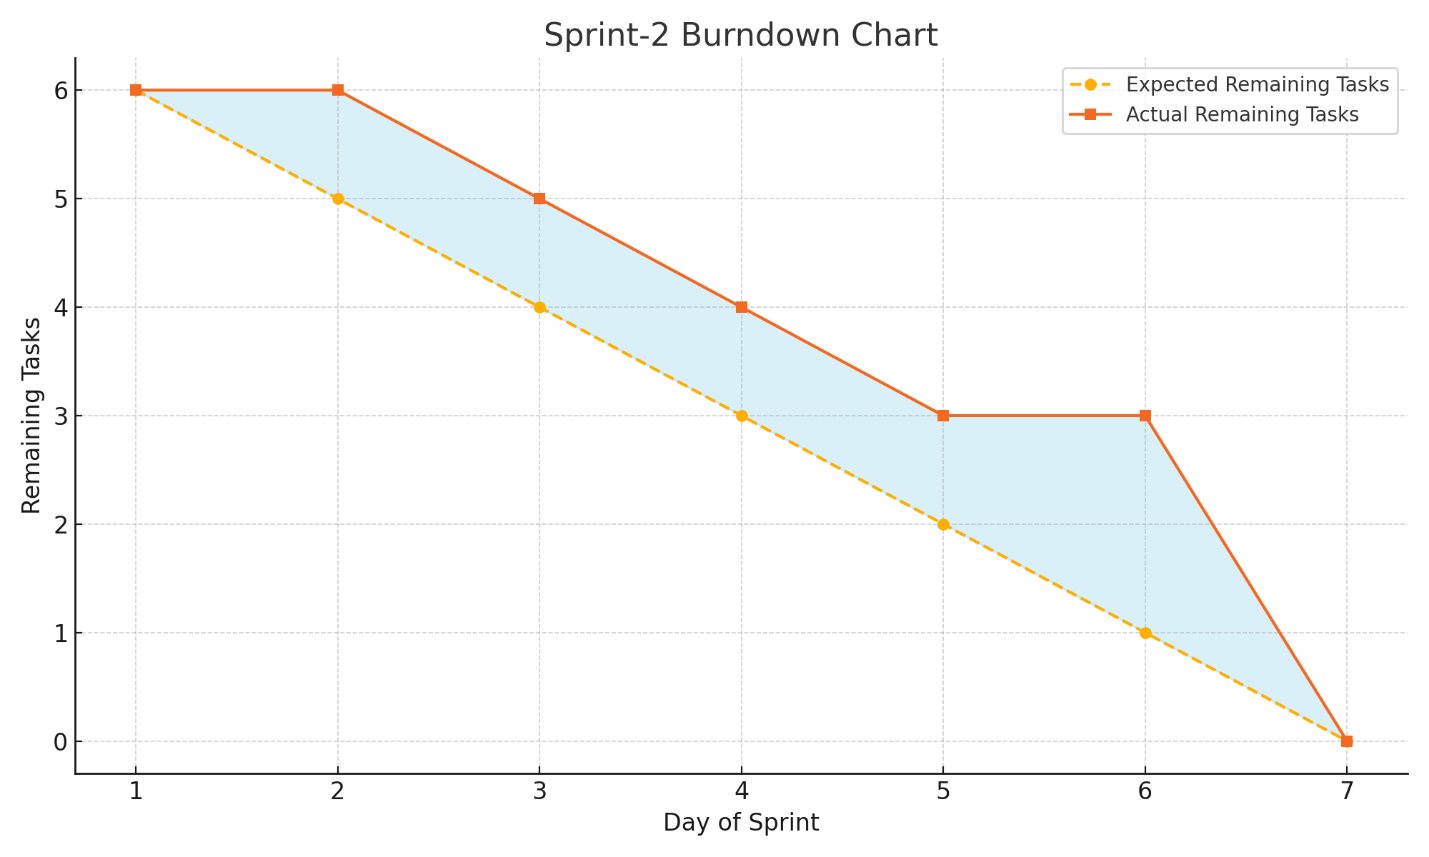 Sprint-2 Burndown Chart
Expected Remaining Tasks
Actual Remaining Tasks
Remaining Tasks
6
5
4
3
2
1
0
1 2 3 4 5 6 7
Day of Sprint